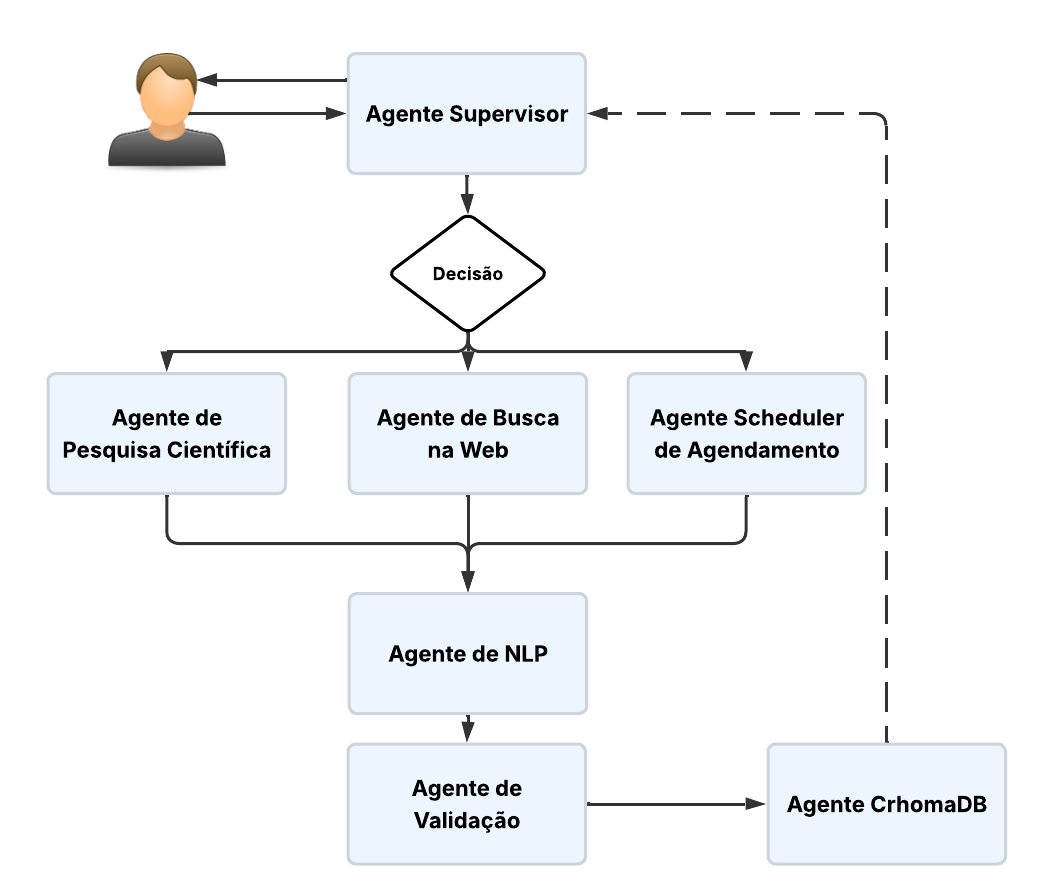 Agente Supervisor
Decisão
Agente de
Pesquisa Científica
Agente de Busca
na Web
Agente Scheduler
de Agendamento
Agente de NLP
Agente de
Validação
Agente CrhomaDB